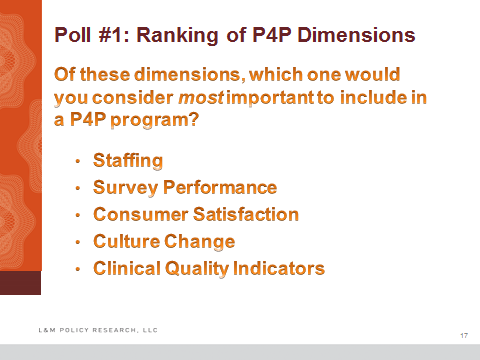 Poll #1: Ranking of P4P Dimensions
Of these dimensions, which one would
you consider most important to include in
a P4P program?
• Staffing
• Survey Performance
• Consumer Satisfaction
• Culture Change
• Clinical Quality Indicators
L&M POLICY RESEARCH, LLC
17